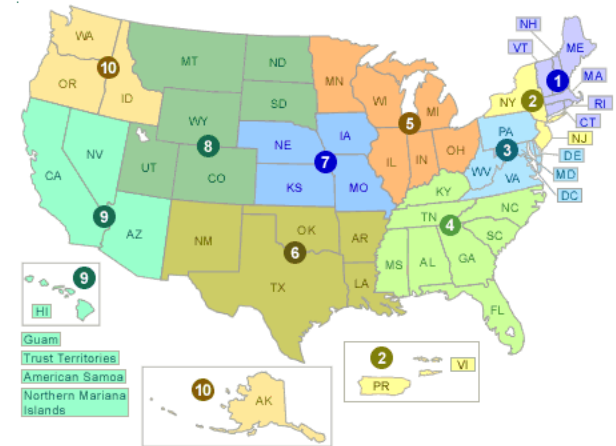 NH
WA
VT
ME
MT
ND
MN
OR
10
ID
1
MA
SD
WI
MI
NY
2
RI
WY
5
CT
PA
NJ
NV
8
NE
IA
IL
IN
OH
3
DE
CA
UT
CO
7
WV
VA
MD
KS
MO
KY
DC
9
AZ
NM
OK
AR
TN
4
NC
6
SC
TX
LA
MS
AL
GA
9
FL
HI
Guam
Trust Territories
American Samoa
Northern Mariana
Islands
10
AK
2
VI
PR